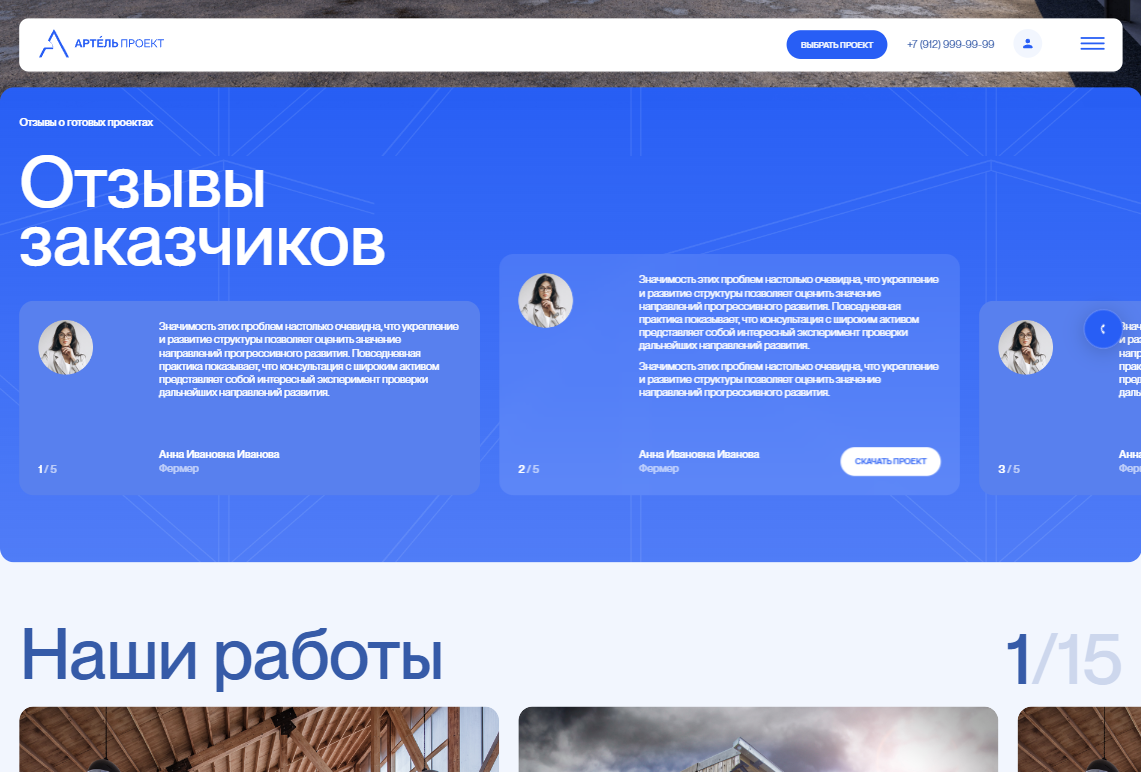 АРТЕ́ЛЬ ПРОЕКТ
ВЫБРАТЬ ПРОЕКТ
+7 (912) 999-99-99
Отзывы о готовых проектах
Отзывы
заказчиков
Значимость этих проблем настолько очевидна, что укрепление
и развитие структуры позволяет оценить значение
направлений прогрессивного развития. Повседневная
практика показывает, что консультация с широким активом
представляет собой интересный эксперимент проверки
дальнейших направлений развития.
Анна Ивановна Иванова
Фермер
1 / 5
Значимость этих проблем настолько очевидна, что укрепление
и развитие структуры позволяет оценить значение
направлений прогрессивного развития. Повседневная
практика показывает, что консультация с широким активом
представляет собой интересный эксперимент проверки
дальнейших направлений развития.
Значимость этих проблем настолько очевидна, что укрепление
и развитие структуры позволяет оценить значение
направлений прогрессивного развития.
Анна Ивановна Иванова
Фермер
2 / 5
СКАЧАТЬ ПРОЕКТ
3 / 5
Наши работы
1/15